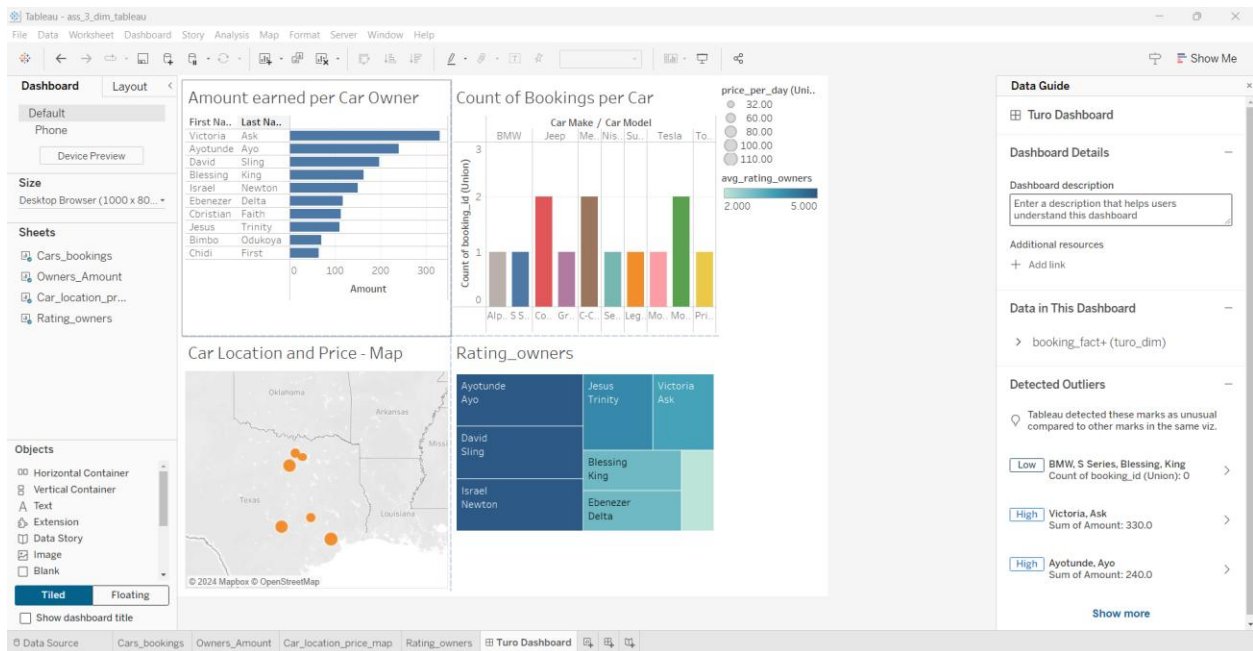 Tableau - ass_3_dim_tableau
File Data Worksheet Dashboard Story Analysis Map Format Server Window Help
Show Me
Dashboard Layout
Default
Phone
Device Preview
Size
Desktop Browser (1000 x 80...
Sheets
Cars_bookings
Owners_Amount
Car_location_pr...
Rating_owners
Objects
Horizontal Container
Vertical Container
Text
Extension
Data Story
Image
Blank
Tiled Floating
Show dashboard title
Amount earned per Car Owner
First Na.. Last Na..
Victoria Ask
Ayotunde Ayo
David Sling
Blessing King
Israel Newton
Ebenezer Delta
Christian Faith
Jesus Trinity
Bimbo Odukoya
Chidi First
0 100 200 300
Amount
Count of Bookings per Car
Car Make / Car Model
BMW Jeep Me.. Nis.. Su.. Tesla To..
Count of booking_id (Union)
3
2
1
0
Alp.. S S.. Co.. Gr.. C-C.. Se.. Leg.. Mo.. Mo.. Pri..
price_per_day (Uni..
32.00
60.00
80.00
100.00
110.00
avg_rating_owners
2.000 5.000
Car Location and Price - Map
Oklahoma
Arkansas
Missi
Texas
Louisiana
© 2024 Mapbox © OpenStreetMap
Rating_owners
Ayotunde
Ayo
David
Sling
Israel
Newton
Jesus
Trinity
Victoria
Ask
Blessing
King
Ebenezer
Delta
Data Guide
Turo Dashboard
Dashboard Details
Dashboard description
Enter a description that helps users
understand this dashboard
Additional resources
+ Add link
Data in This Dashboard
booking_fact+ (turo_dim)
Detected Outliers
Tableau detected these marks as unusual
compared to other marks in the same viz.
Low BMW, S Series, Blessing, King
Count of booking_id (Union): 0
High Victoria, Ask
Sum of Amount: 330.0
High Ayotunde, Ayo
Sum of Amount: 240.0
Show more
Data Source Cars_bookings Owners_Amount Car_location_price_map Rating_owners Turo Dashboard